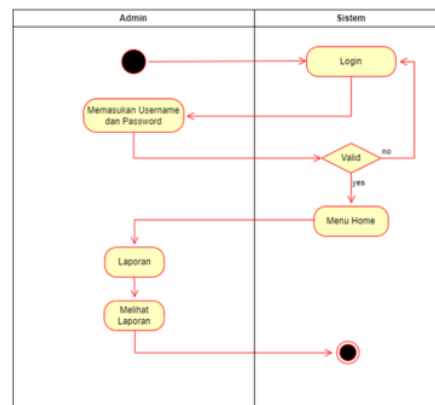 Admin
Sistem
Login
Memasukan Username
dan Password
Valid
no
yes
Menu Home
Laporan
Melihat
Laporan